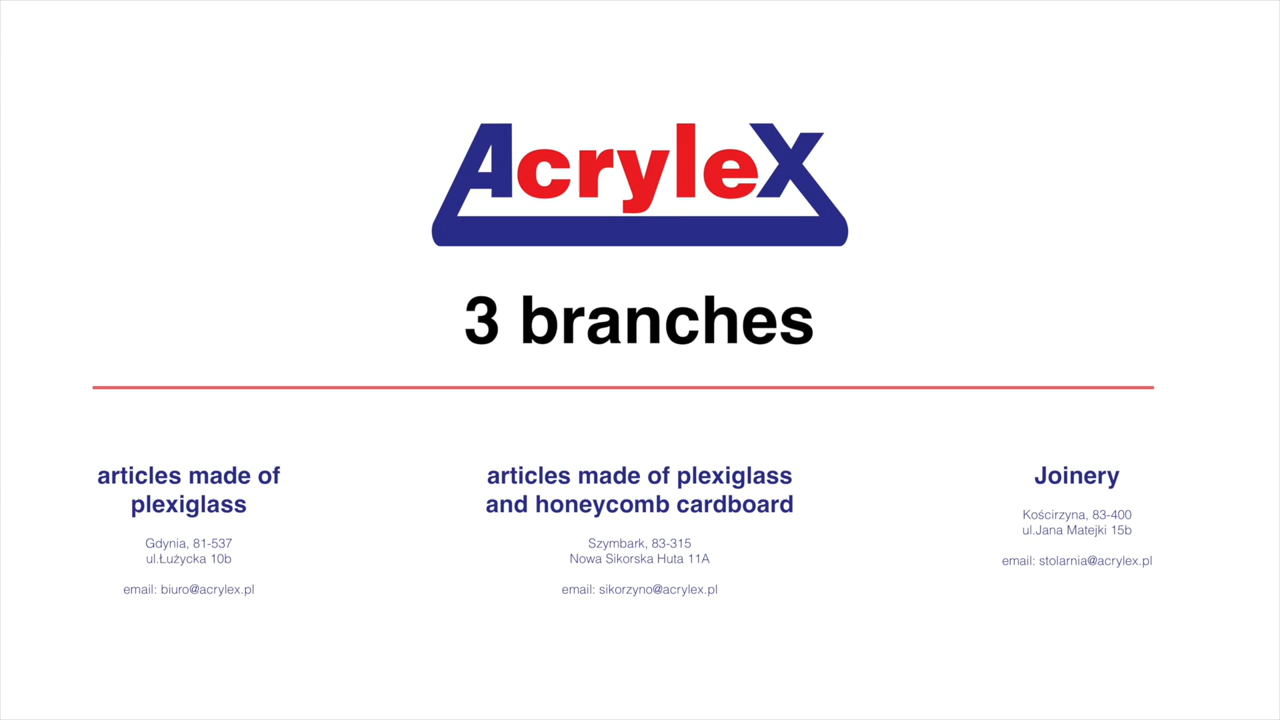 AcryleX
3 branches
articles made of
plexiglass
Gdynia, 81-537
ul.Łużycka 10b
email: biuro@acrylex.pl
articles made of plexiglass
and honeycomb cardboard
Szymbark, 83-315
Nowa Sikorska Huta 11A
email: sikorzyno@acrylex.pl
Joinery
Kościrzyna, 83-400
ul.Jana Matejki 15b
email: stolarnia@acrylex.pl